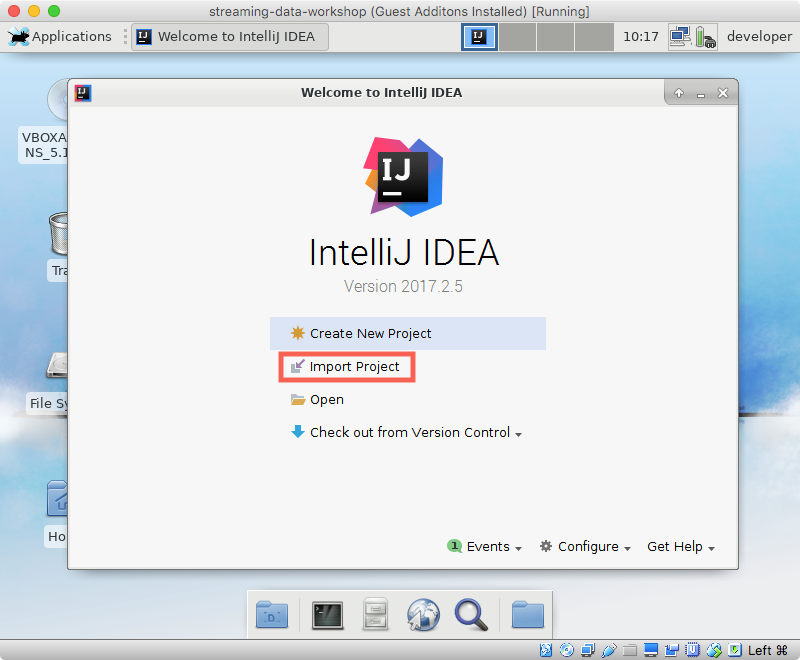 streaming-data-workshop (Guest Additons Installed) [Running]
Applications
Welcome to IntelliJ IDEA
10:17
developer
Welcome to IntelliJ IDEA
VBOXA
NS_5.1
IJ
IntelliJ IDEA
Version 2017.2.5
Create New Project
Import Project
Open
Check out from Version Control
Tra
File Sy
Ho
1 Events
Configure
Get Help
D
Left ⌘